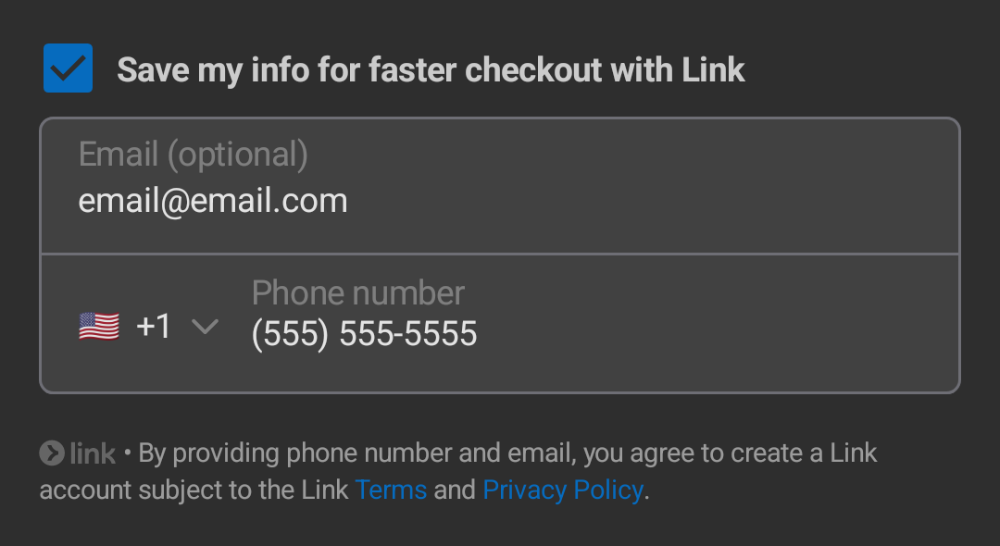 Save my info for faster checkout with Link
Email (optional)
email@email.com
Phone number
+1 (555) 555-5555
link • By providing phone number and email, you agree to create a Link
account subject to the Link Terms and Privacy Policy.